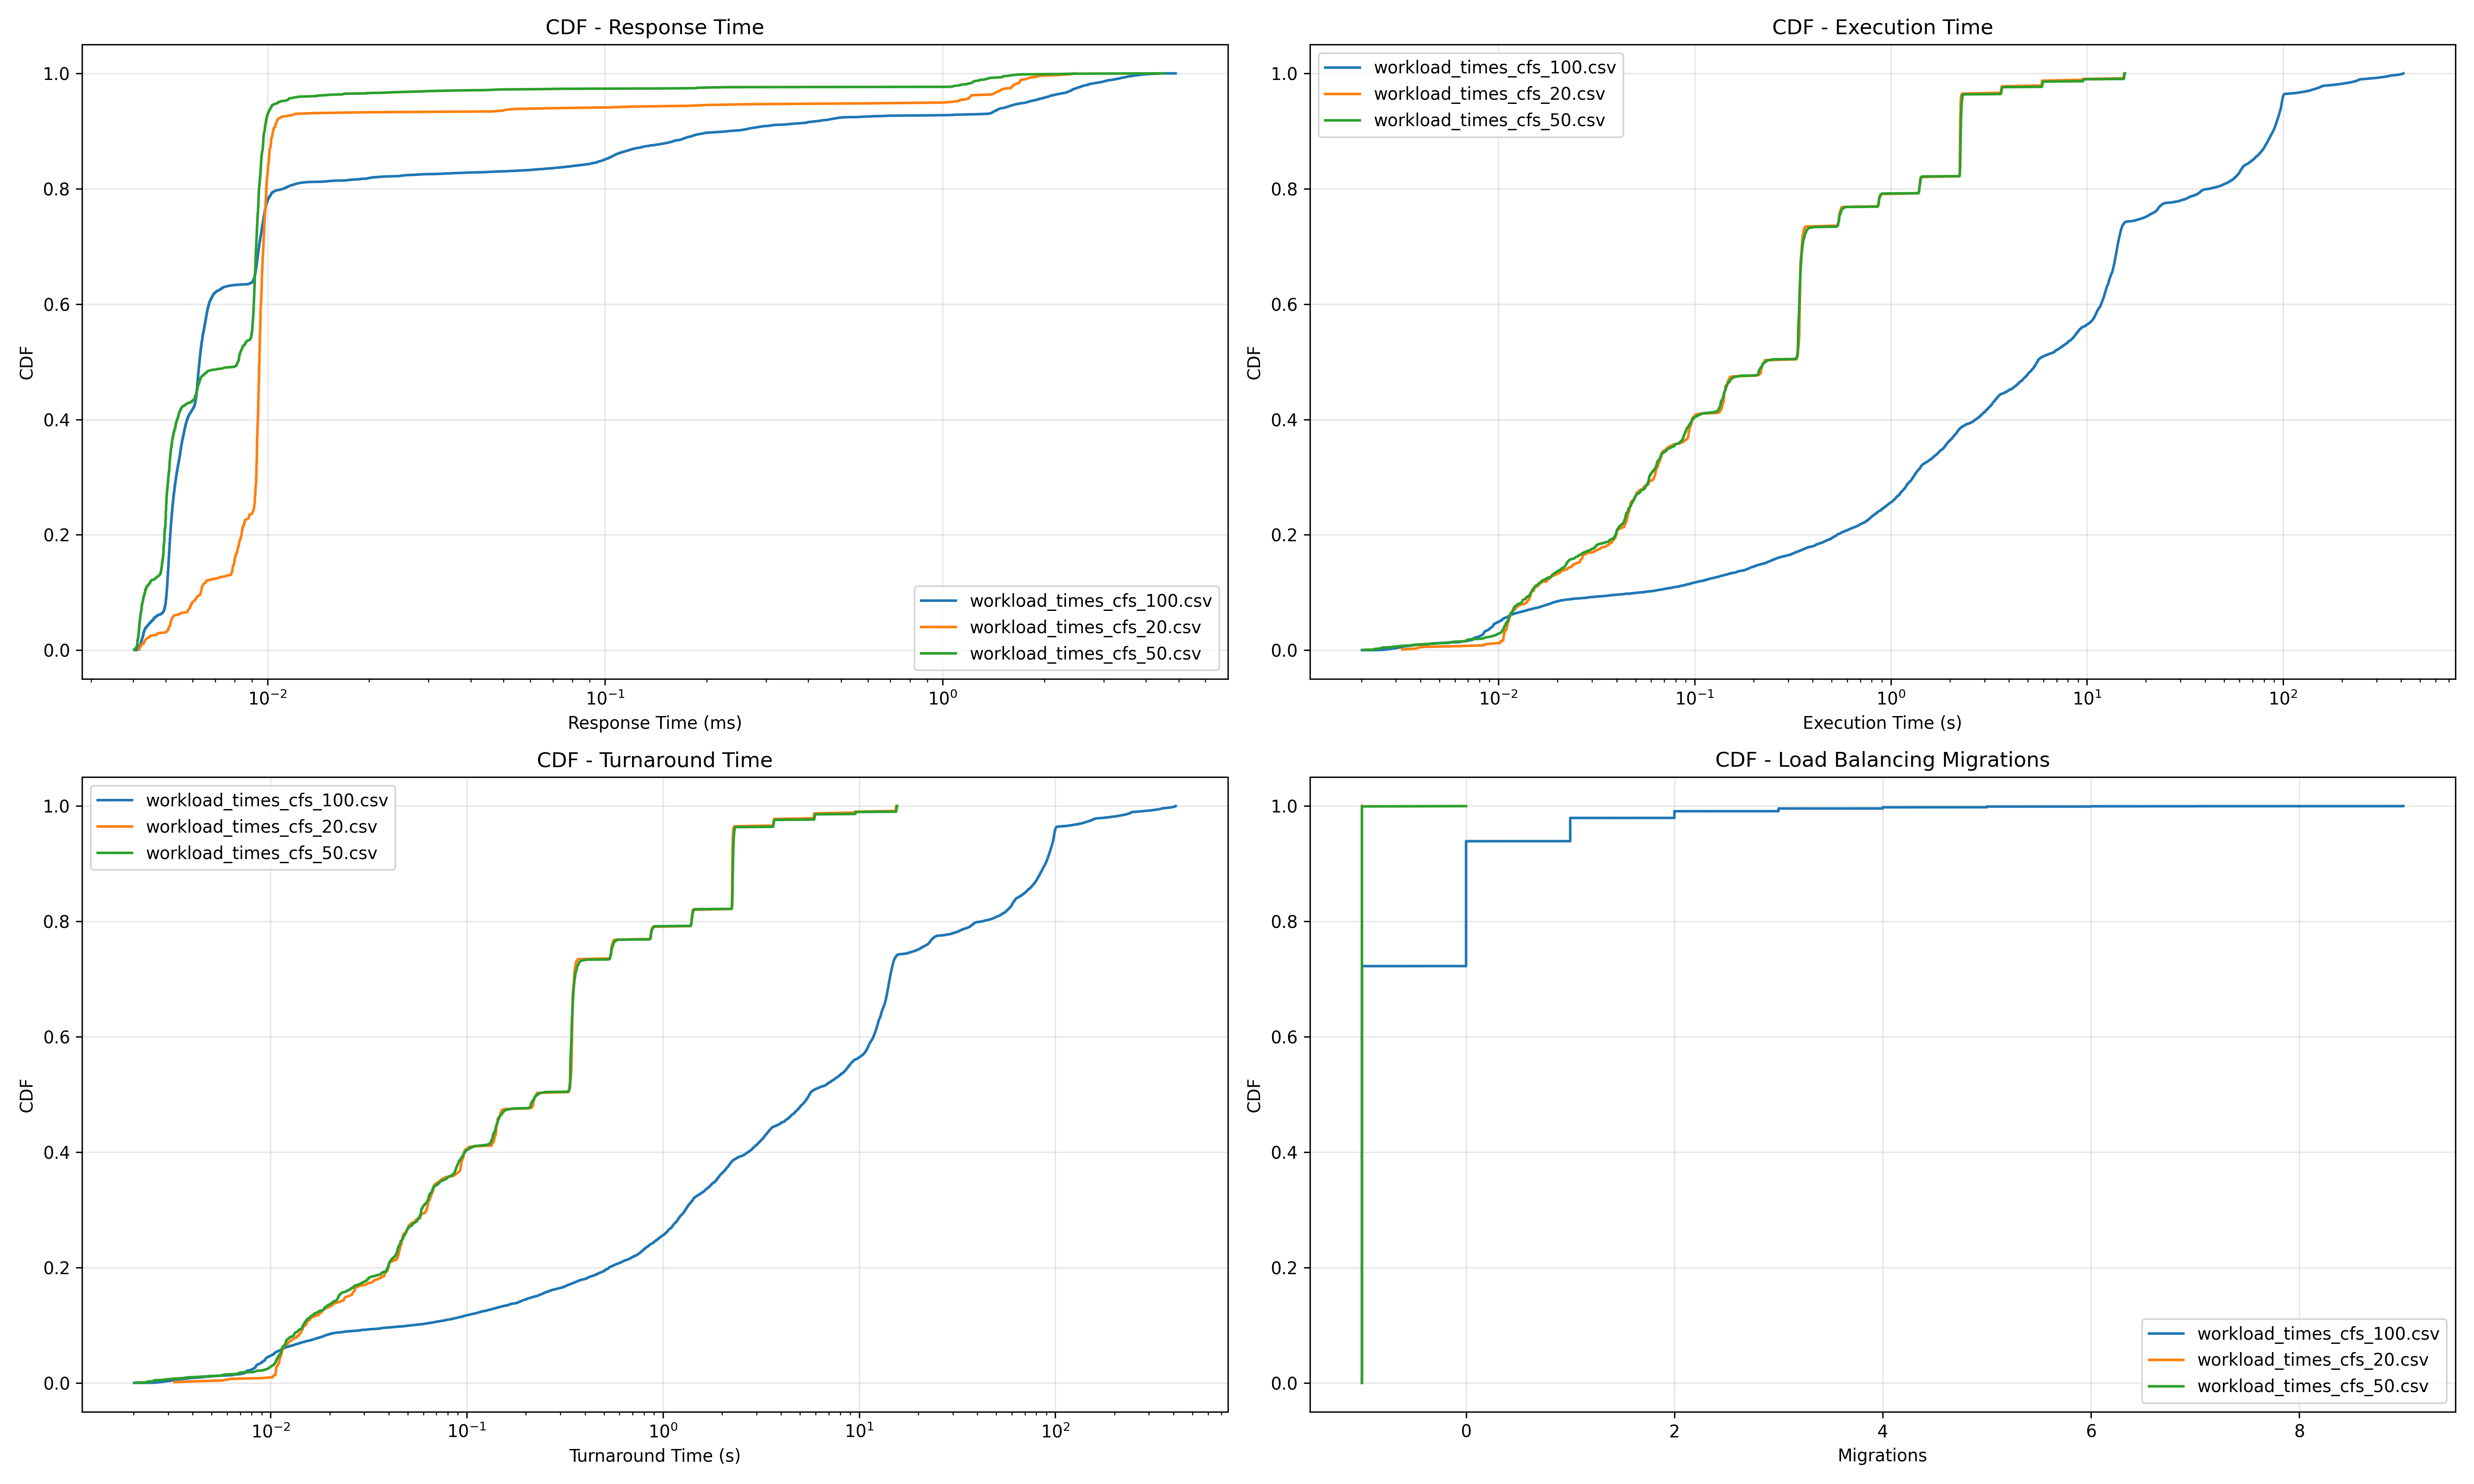 CDF - Response Time
CDF
1.0
0.8
0.6
0.4
0.2
0.0
workload_times_cfs_100.csv
workload_times_cfs_20.csv
workload_times_cfs_50.csv
10⁻² 10⁻¹ 10⁰
Response Time (ms)
CDF - Execution Time
CDF
1.0
0.8
0.6
0.4
0.2
0.0
workload_times_cfs_100.csv
workload_times_cfs_20.csv
workload_times_cfs_50.csv
10⁻² 10⁻¹ 10⁰ 10¹ 10²
Execution Time (s)
CDF - Turnaround Time
CDF
1.0
0.8
0.6
0.4
0.2
0.0
workload_times_cfs_100.csv
workload_times_cfs_20.csv
workload_times_cfs_50.csv
10⁻² 10⁻¹ 10⁰ 10¹ 10²
Turnaround Time (s)
CDF - Load Balancing Migrations
CDF
1.0
0.8
0.6
0.4
0.2
0.0
workload_times_cfs_100.csv
workload_times_cfs_20.csv
workload_times_cfs_50.csv
0 2 4 6 8
Migrations